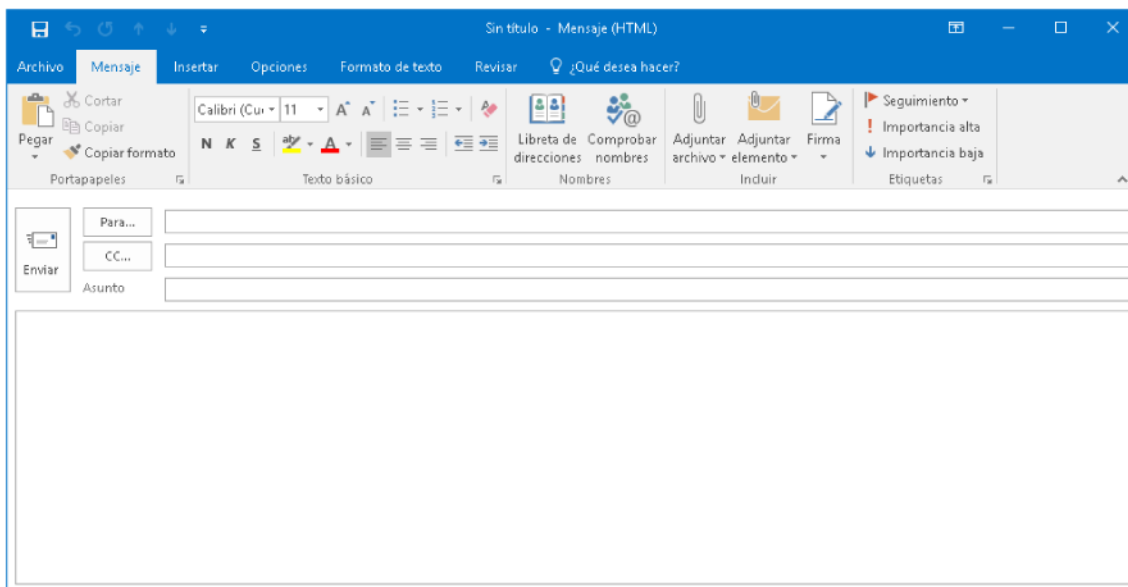 Sin título - Mensaje (HTML)
Archivo Mensaje Insertar Opciones Formato de texto Revisar ¿Qué desea hacer?
Pegar
Cortar
Copiar
Copiar formato
Portapapeles
Calibri (Cu 11
N K S
Texto básico
Libreta de direcciones
Comprobar nombres
Nombres
Adjuntar archivo
Adjuntar elemento
Firma
Incluir
Seguimiento
Importancia alta
Importancia baja
Etiquetas
Enviar
Para...
CC...
Asunto